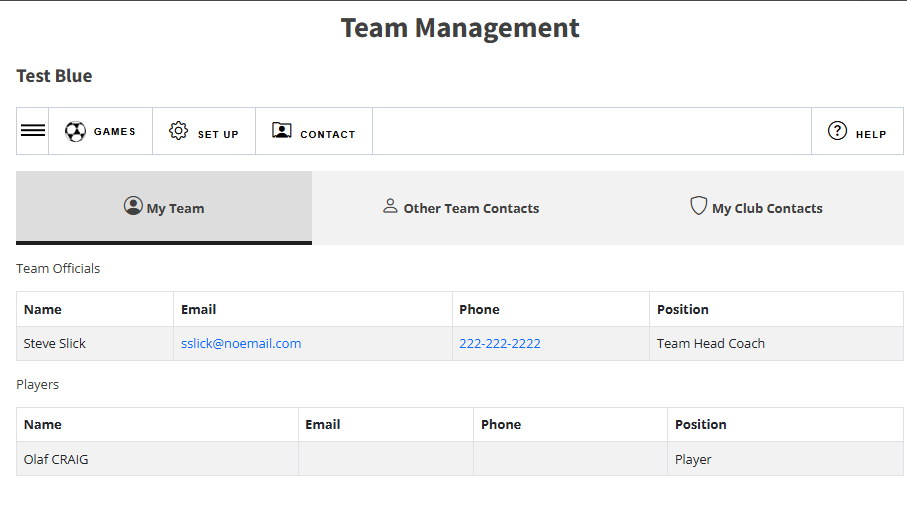 Team Management
Test Blue
GAMES SET UP CONTACT HELP
My Team Other Team Contacts My Club Contacts
Team Officials
Name Email Phone Position
Steve Slick sslick@noemail.com 222-222-2222 Team Head Coach
Players
Name Email Phone Position
Olaf CRAIG Player